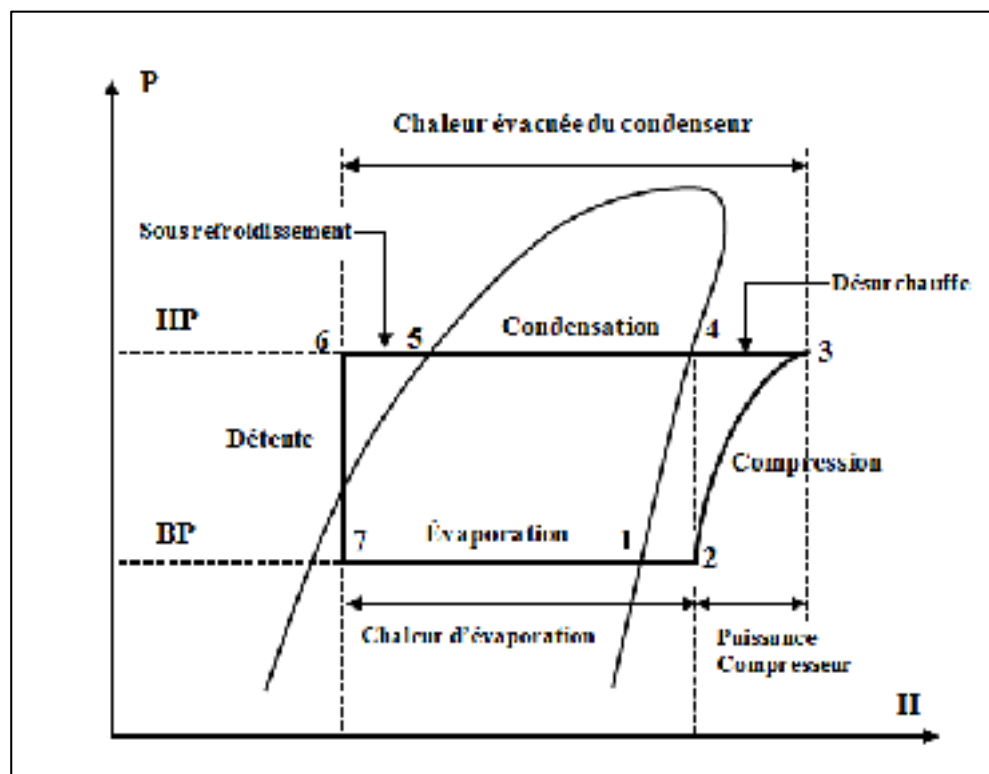 P
Chaleur évacuée du condenseur
Sous refroidissement
Désurchauffe
HP
6
5
Condensation
4
3
Détente
Compression
BP
7
Évaporation
1
2
Chaleur d'évaporation
Puissance
Compresseur
H